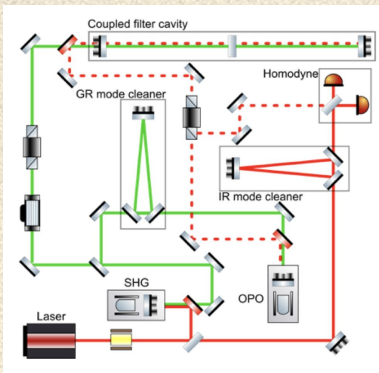 Coupled filter cavity
Homodyne
GR mode cleaner
IR mode cleaner
SHG
OPO
Laser